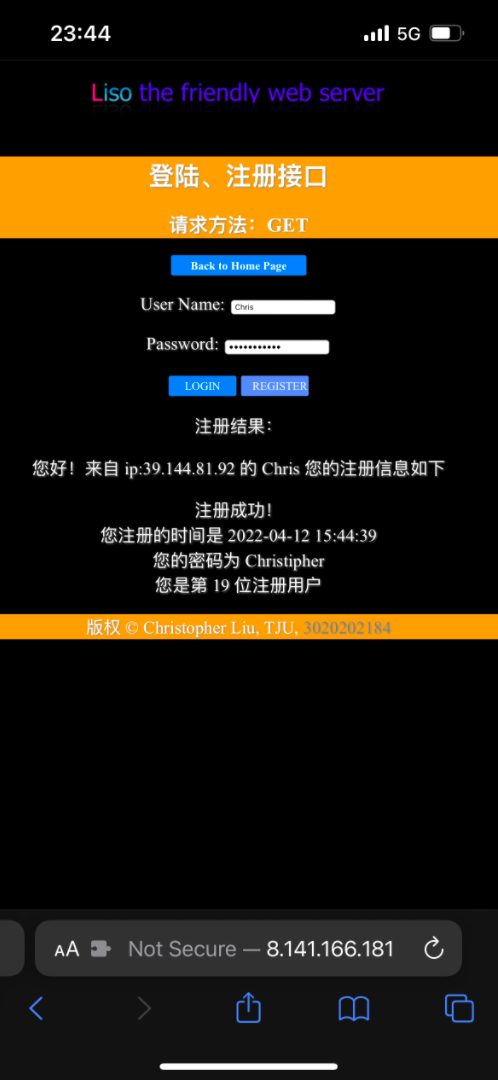 23:44
5G
Liso the friendly web server
登陆、注册接口
请求方法：GET
Back to Home Page
User Name: Chris
Password: •••••••••••
LOGIN REGISTER
注册结果：
您好！来自 ip:39.144.81.92 的 Chris 您的注册信息如下
注册成功！
您注册的时间是 2022-04-12 15:44:39
您的密码为 Christipher
您是第 19 位注册用户
版权 © Christopher Liu, TJU, 3020202184
AA Not Secure — 8.141.166.181